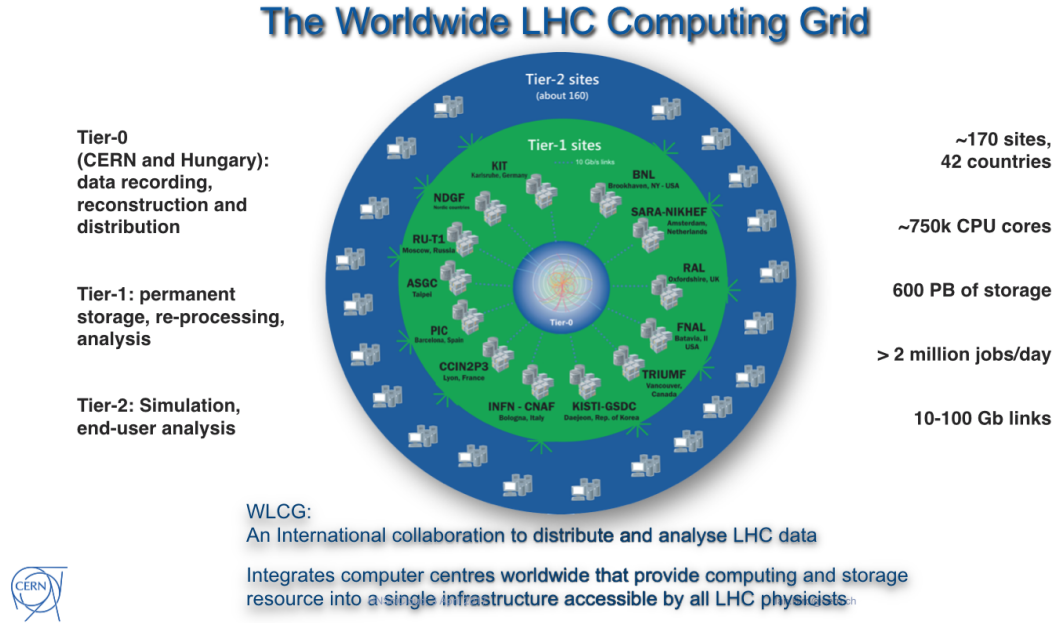 The Worldwide LHC Computing Grid
Tier-0
(CERN and Hungary):
data recording,
reconstruction and
distribution
Tier-1: permanent
storage, re-processing,
analysis
Tier-2: Simulation,
end-user analysis
Tier-2 sites
(about 160)
Tier-1 sites
10 Gb/s links
KIT
Karlsruhe, Germany
BNL
Brookhaven, NY - USA
NDGF
Nordic countries
SARA-NIKHEF
Amsterdam,
Netherlands
RU-T1
Moscow, Russia
RAL
Oxfordshire, UK
ASGC
Taipei
PIC
Barcelona, Spain
FNAL
Batavia, Il
USA
CCIN2P3
Lyon, France
TRIUMF
Vancouver,
Canada
INFN - CNAF
Bologna, Italy
KISTI-GSDC
Daejeon, Rep. of Korea
Tier-0
~170 sites,
42 countries
~750k CPU cores
600 PB of storage
> 2 million jobs/day
10-100 Gb links
WLCG:
An International collaboration to distribute and analyse LHC data
Integrates computer centres worldwide that provide computing and storage
resource into a single infrastructure accessible by all LHC physicists
CERN